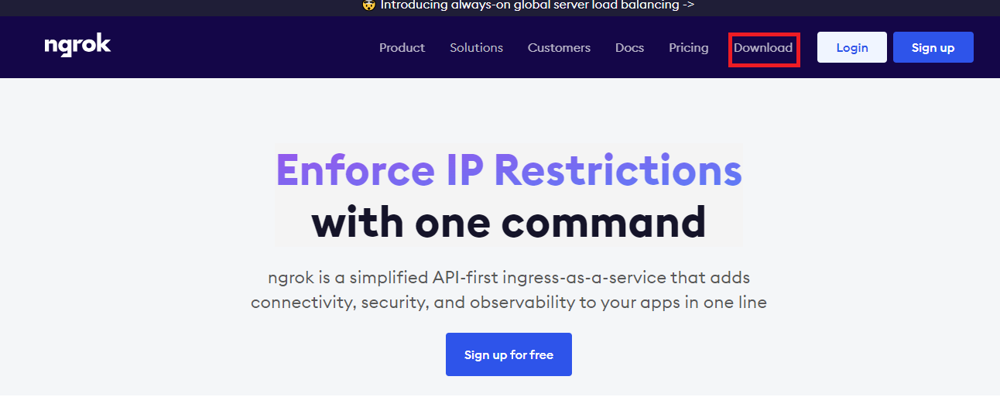 🤯 Introducing always-on global server load balancing ->
ngrok Product Solutions Customers Docs Pricing Download Login Sign up
Enforce IP Restrictions
with one command
ngrok is a simplified API-first ingress-as-a-service that adds
connectivity, security, and observability to your apps in one line
Sign up for free